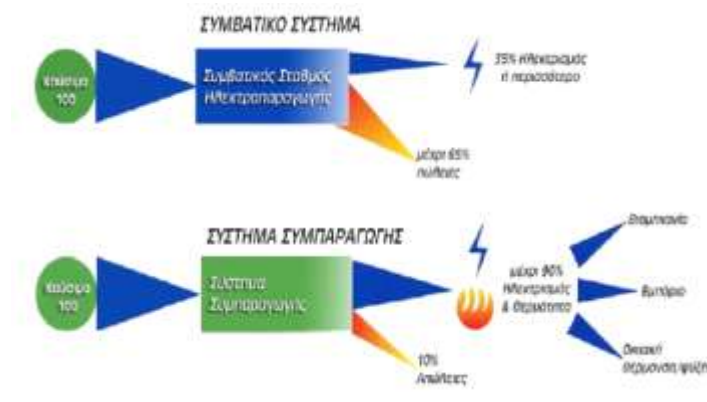 ΣΥΜΒΑΤΙΚΟ ΣΥΣΤΗΜΑ
Καύσιμο
100
Συμβατικός Σταθμός
Ηλεκτροπαραγωγής
35% Ηλεκτρισμός
ή περισσότερο
μέχρι 65%
πώλειες
ΣΥΣΤΗΜΑ ΣΥΜΠΑΡΑΓΩΓΗΣ
Καύσιμο
100
Σύστημα
Συμπαραγωγής
10%
Απώλειες
μέχρι 90%
Ηλεκτρισμός
& Θερμότητα
Βιομηχανία
Εμπόριο
Οικιακή
θέρμανση/ψύξη